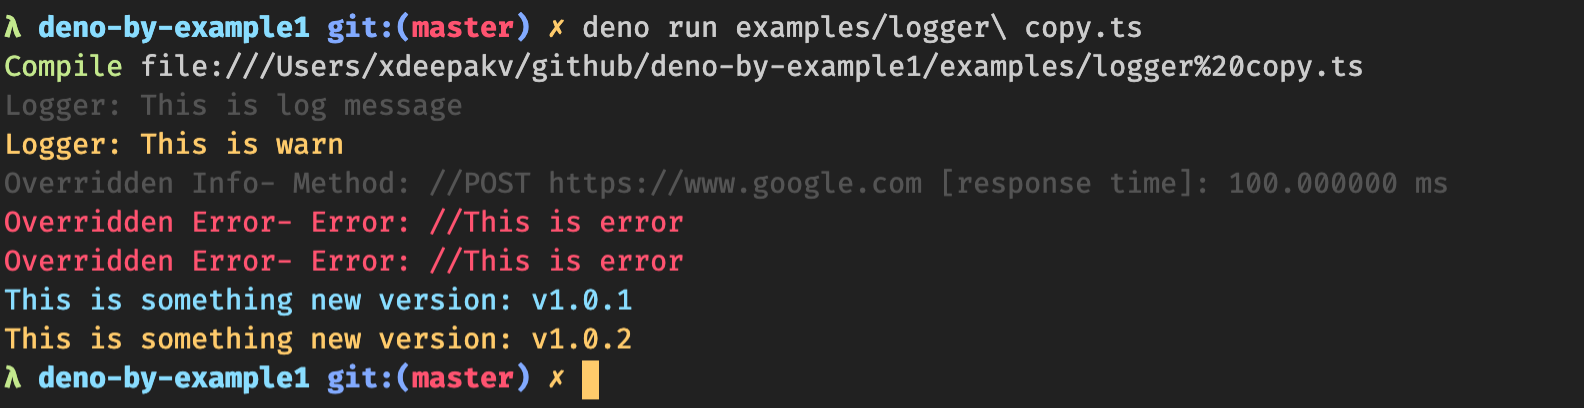 λ deno-by-example1 git:(master) ✗ deno run examples/logger\ copy.ts
Compile file:///Users/xdeepakv/github/deno-by-example1/examples/logger%20copy.ts
Logger: This is log message
Logger: This is warn
Overridden Info- Method: //POST https://www.google.com [response time]: 100.000000 ms
Overridden Error- Error: //This is error
Overridden Error- Error: //This is error
This is something new version: v1.0.1
This is something new version: v1.0.2
λ deno-by-example1 git:(master) ✗